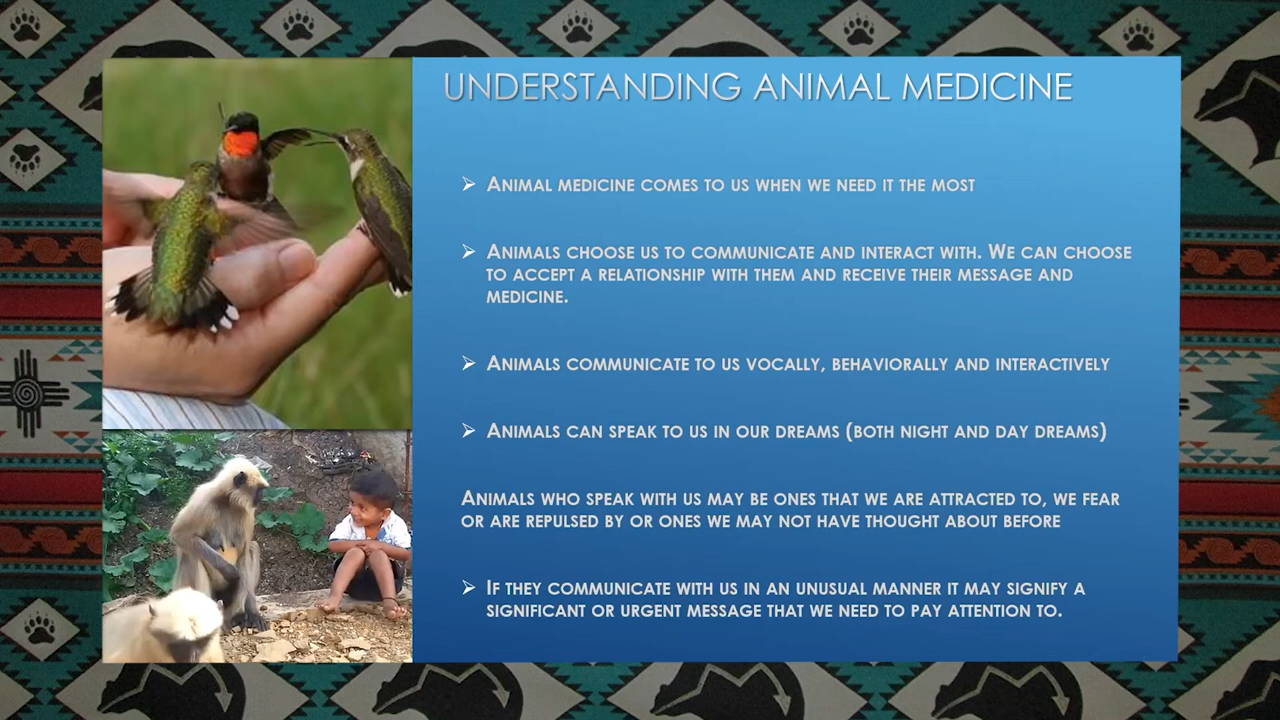 UNDERSTANDING ANIMAL MEDICINE
➢ ANIMAL MEDICINE COMES TO US WHEN WE NEED IT THE MOST
➢ ANIMALS CHOOSE US TO COMMUNICATE AND INTERACT WITH. WE CAN CHOOSE
TO ACCEPT A RELATIONSHIP WITH THEM AND RECEIVE THEIR MESSAGE AND
MEDICINE.
➢ ANIMALS COMMUNICATE TO US VOCALLY, BEHAVIORALLY AND INTERACTIVELY
➢ ANIMALS CAN SPEAK TO US IN OUR DREAMS (BOTH NIGHT AND DAY DREAMS)
ANIMALS WHO SPEAK WITH US MAY BE ONES THAT WE ARE ATTRACTED TO, WE FEAR
OR ARE REPULSED BY OR ONES WE MAY NOT HAVE THOUGHT ABOUT BEFORE
➢ IF THEY COMMUNICATE WITH US IN AN UNUSUAL MANNER IT MAY SIGNIFY A
SIGNIFICANT OR URGENT MESSAGE THAT WE NEED TO PAY ATTENTION TO.